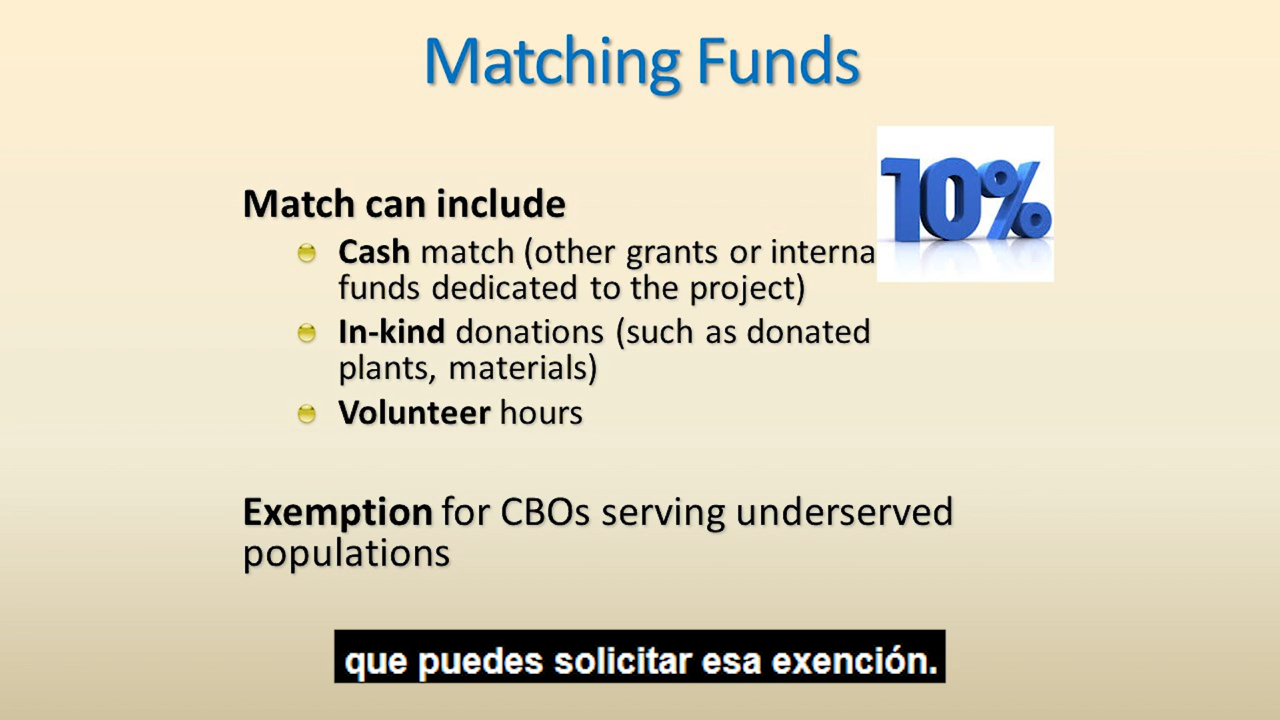 Matching Funds
10%
Match can include
Cash match (other grants or interna
funds dedicated to the project)
In-kind donations (such as donated
plants, materials)
Volunteer hours
Exemption for CBOs serving underserved
populations
que puedes solicitar esa exención.